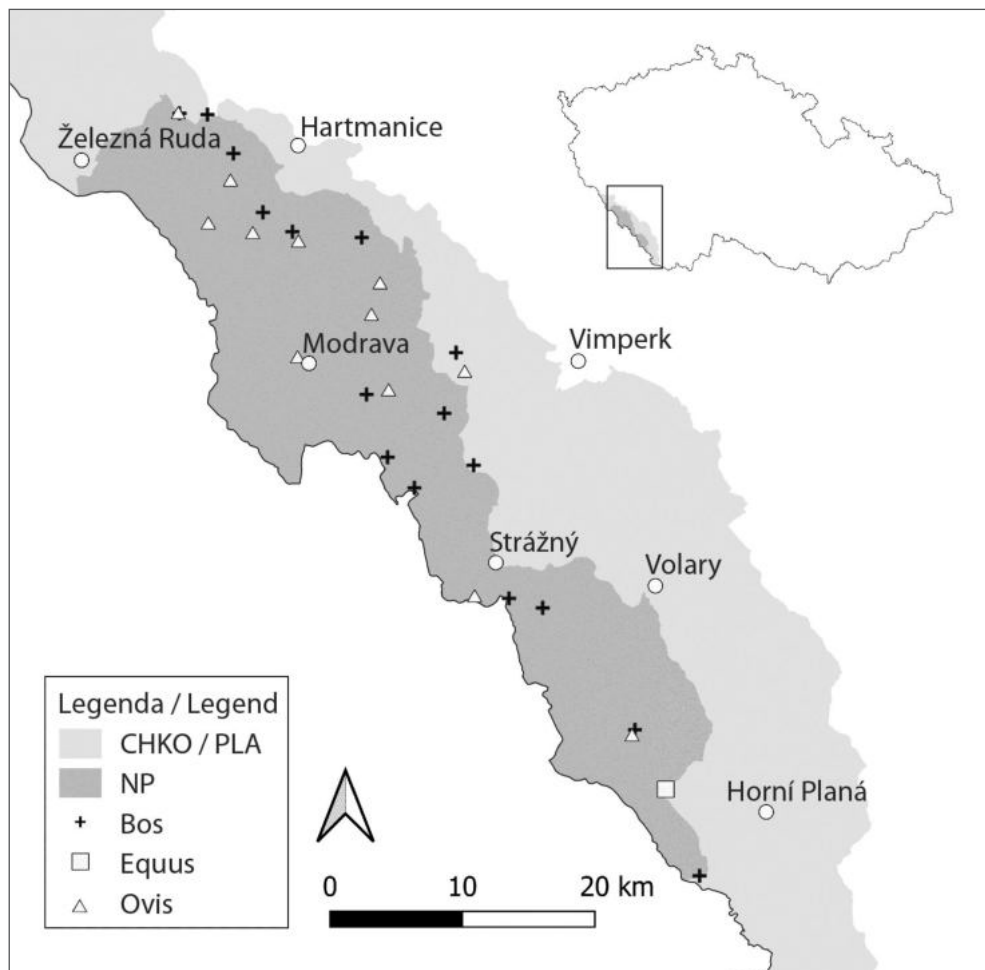 Železná Ruda
Hartmanice
Modrava
Vimperk
Strážný
Volary
Horní Planá
Legenda / Legend
CHKO / PLA
NP
Bos
Equus
Ovis
0 10 20 km